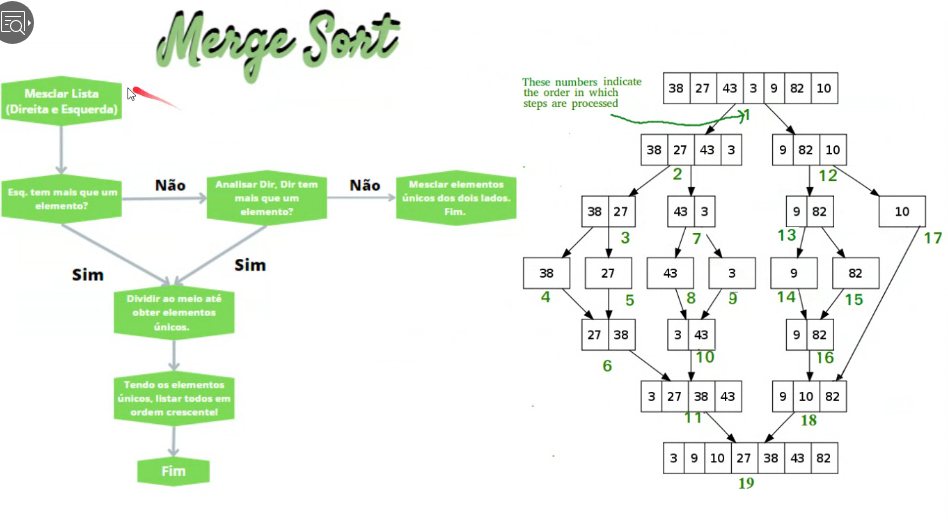 Merge Sort
Mesclar Lista
(Direita e Esquerda)
Esq. tem mais que um
elemento?
Não
Analisar Dir, Dir tem
mais que um
elemento?
Não
Mesclar elementos
únicos dos dois lados.
Fim.
Sim
Sim
Dividir ao meio até
obter elementos
únicos.
Tendo os elementos
únicos, listar todos em
ordem crescente!
Fim
These numbers indicate
the order in which
steps are processed
38 27 43 3 9 82 10
1
38 27 43 3
2
9 82 10
12
38 27
3
43 3
7
9 82
13
10
17
38
4
27
5
43
8
3
9
9
14
82
15
27 38
6
3 43
10
9 82
16
3 27 38 43
11
9 10 82
18
3 9 10 27 38 43 82
19